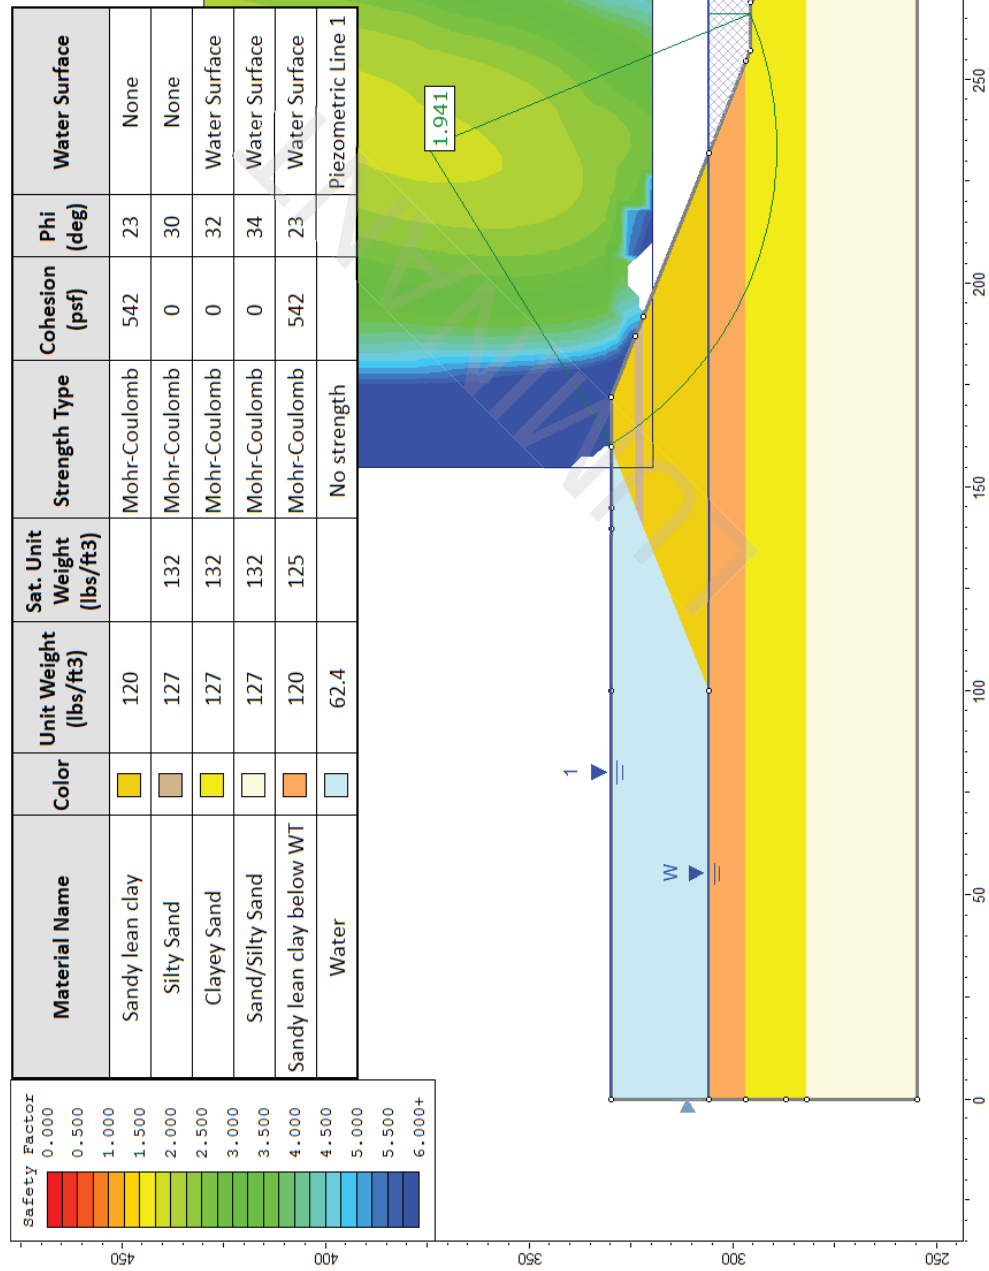 Safety Factor
0.000
0.500
1.000
1.500
2.000
2.500
3.000
3.500
4.000
4.500
5.000
5.500
6.000+
Material Name Color Unit Weight (lbs/ft3) Sat. Unit Weight (lbs/ft3) Strength Type Cohesion (psf) Phi (deg) Water Surface
Sandy lean clay 120 Mohr-Coulomb 542 23 None
Silty Sand 127 132 Mohr-Coulomb 0 30 None
Clayey Sand 127 132 Mohr-Coulomb 0 32 Water Surface
Sand/Silty Sand 127 132 Mohr-Coulomb 0 34 Water Surface
Sandy lean clay below WT 120 125 Mohr-Coulomb 542 23 Water Surface
Water 62.4 No strength Piezometric Line 1
1.941
1
W
450
400
350
300
250
0
50
100
150
200
250
LUMINANT